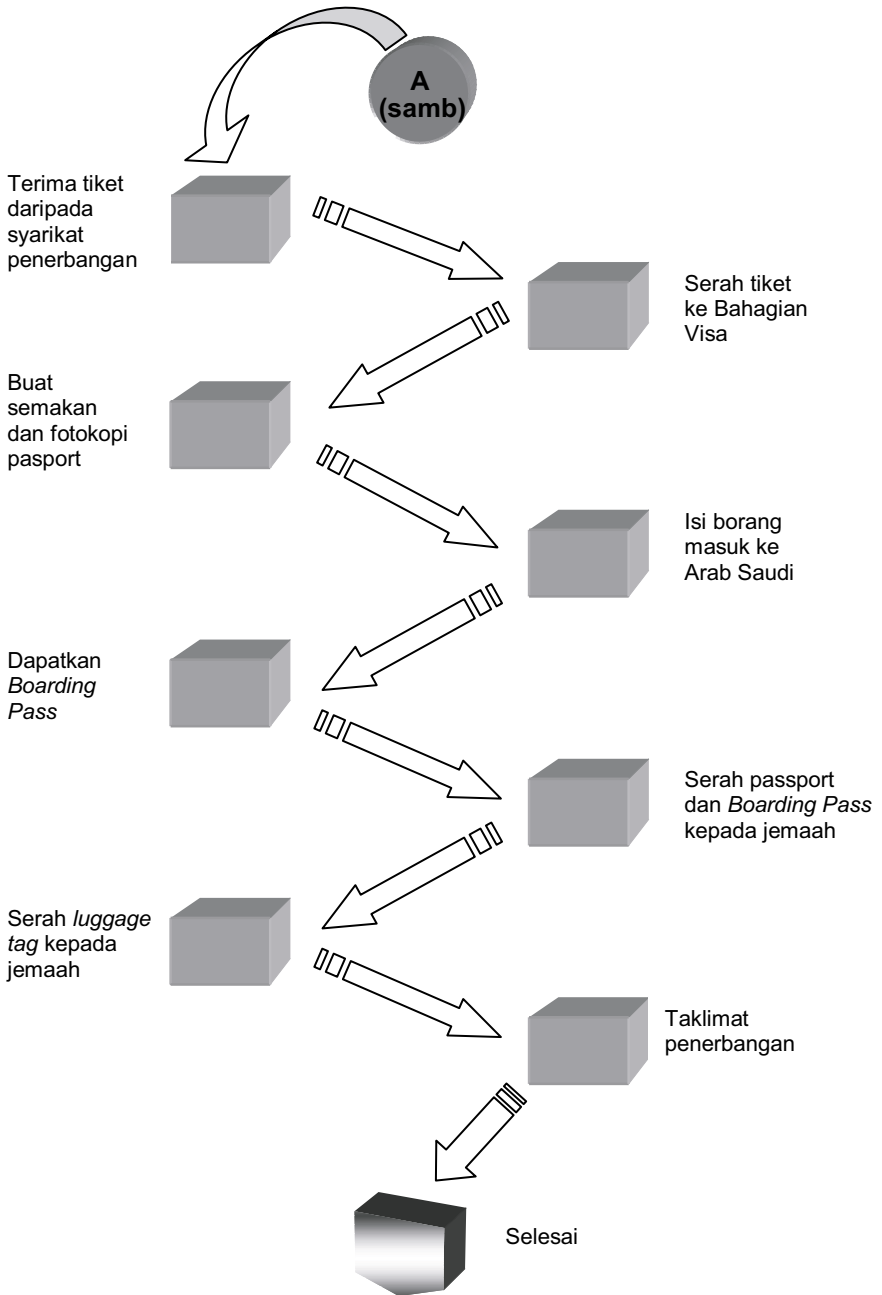 A
(samb)
Terima tiket
daripada
syarikat
penerbangan
Serah tiket
ke Bahagian
Visa
Buat
semakan
dan fotokopi
pasport
Isi borang
masuk ke
Arab Saudi
Dapatkan
Boarding
Pass
Serah passport
dan Boarding Pass
kepada jemaah
Serah luggage
tag kepada
jemaah
Taklimat
penerbangan
Selesai